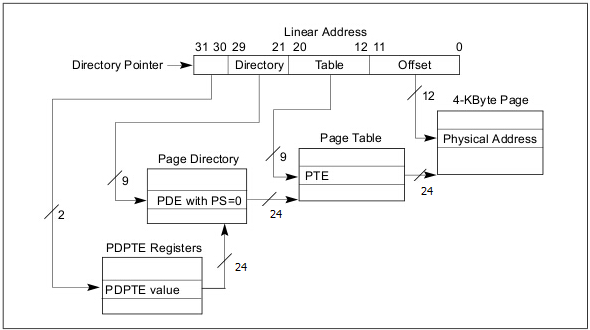 Linear Address
31 30 29 21 20 12 11 0
Directory Pointer Directory Table Offset
12 4-KByte Page
Page Table Physical Address
Page Directory 9
9 PTE 24
PDE with PS=0 24
2
PDPTE Registers 24
PDPTE value